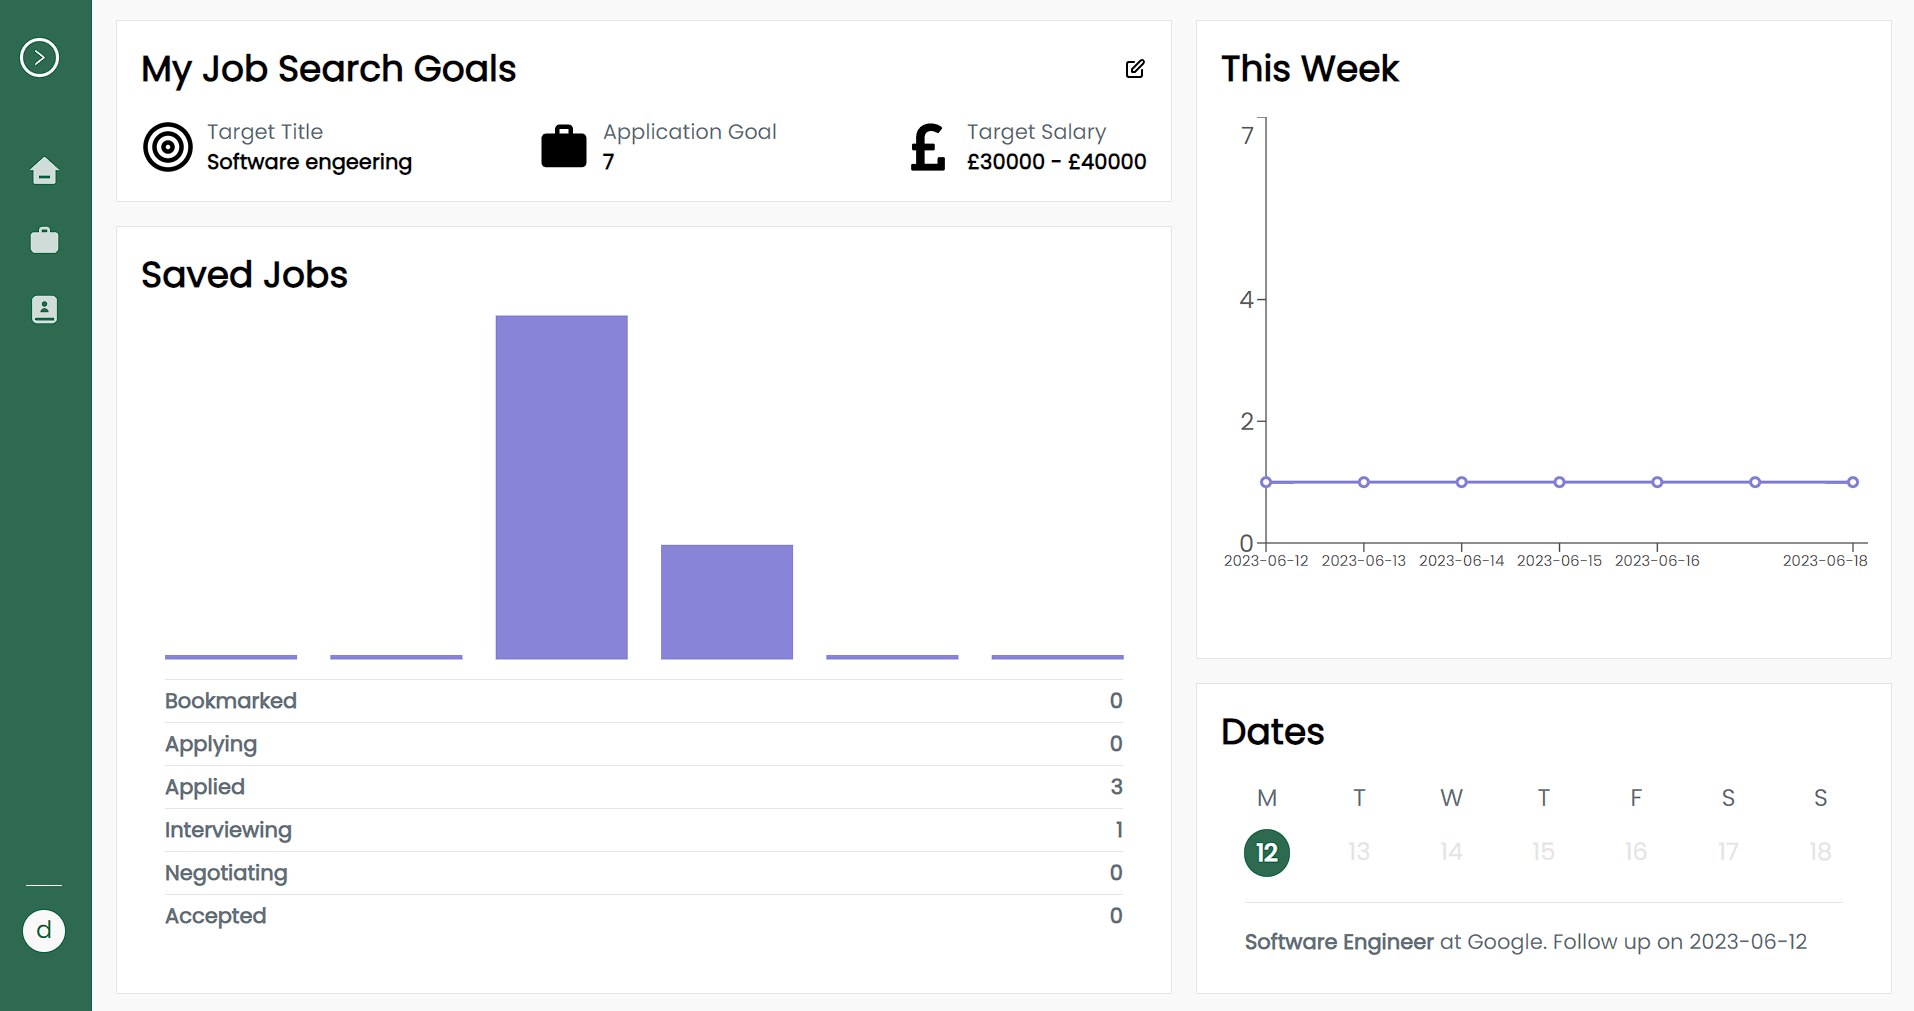 My Job Search Goals
Target Title
Software engeering
Application Goal
7
Target Salary
£30000 - £40000
Saved Jobs
Bookmarked 0
Applying 0
Applied 3
Interviewing 1
Negotiating 0
Accepted 0
This Week
7
4
2
0
2023-06-12 2023-06-13 2023-06-14 2023-06-15 2023-06-16 2023-06-18
Dates
M T W T F S S
12 13 14 15 16 17 18
Software Engineer at Google. Follow up on 2023-06-12
d